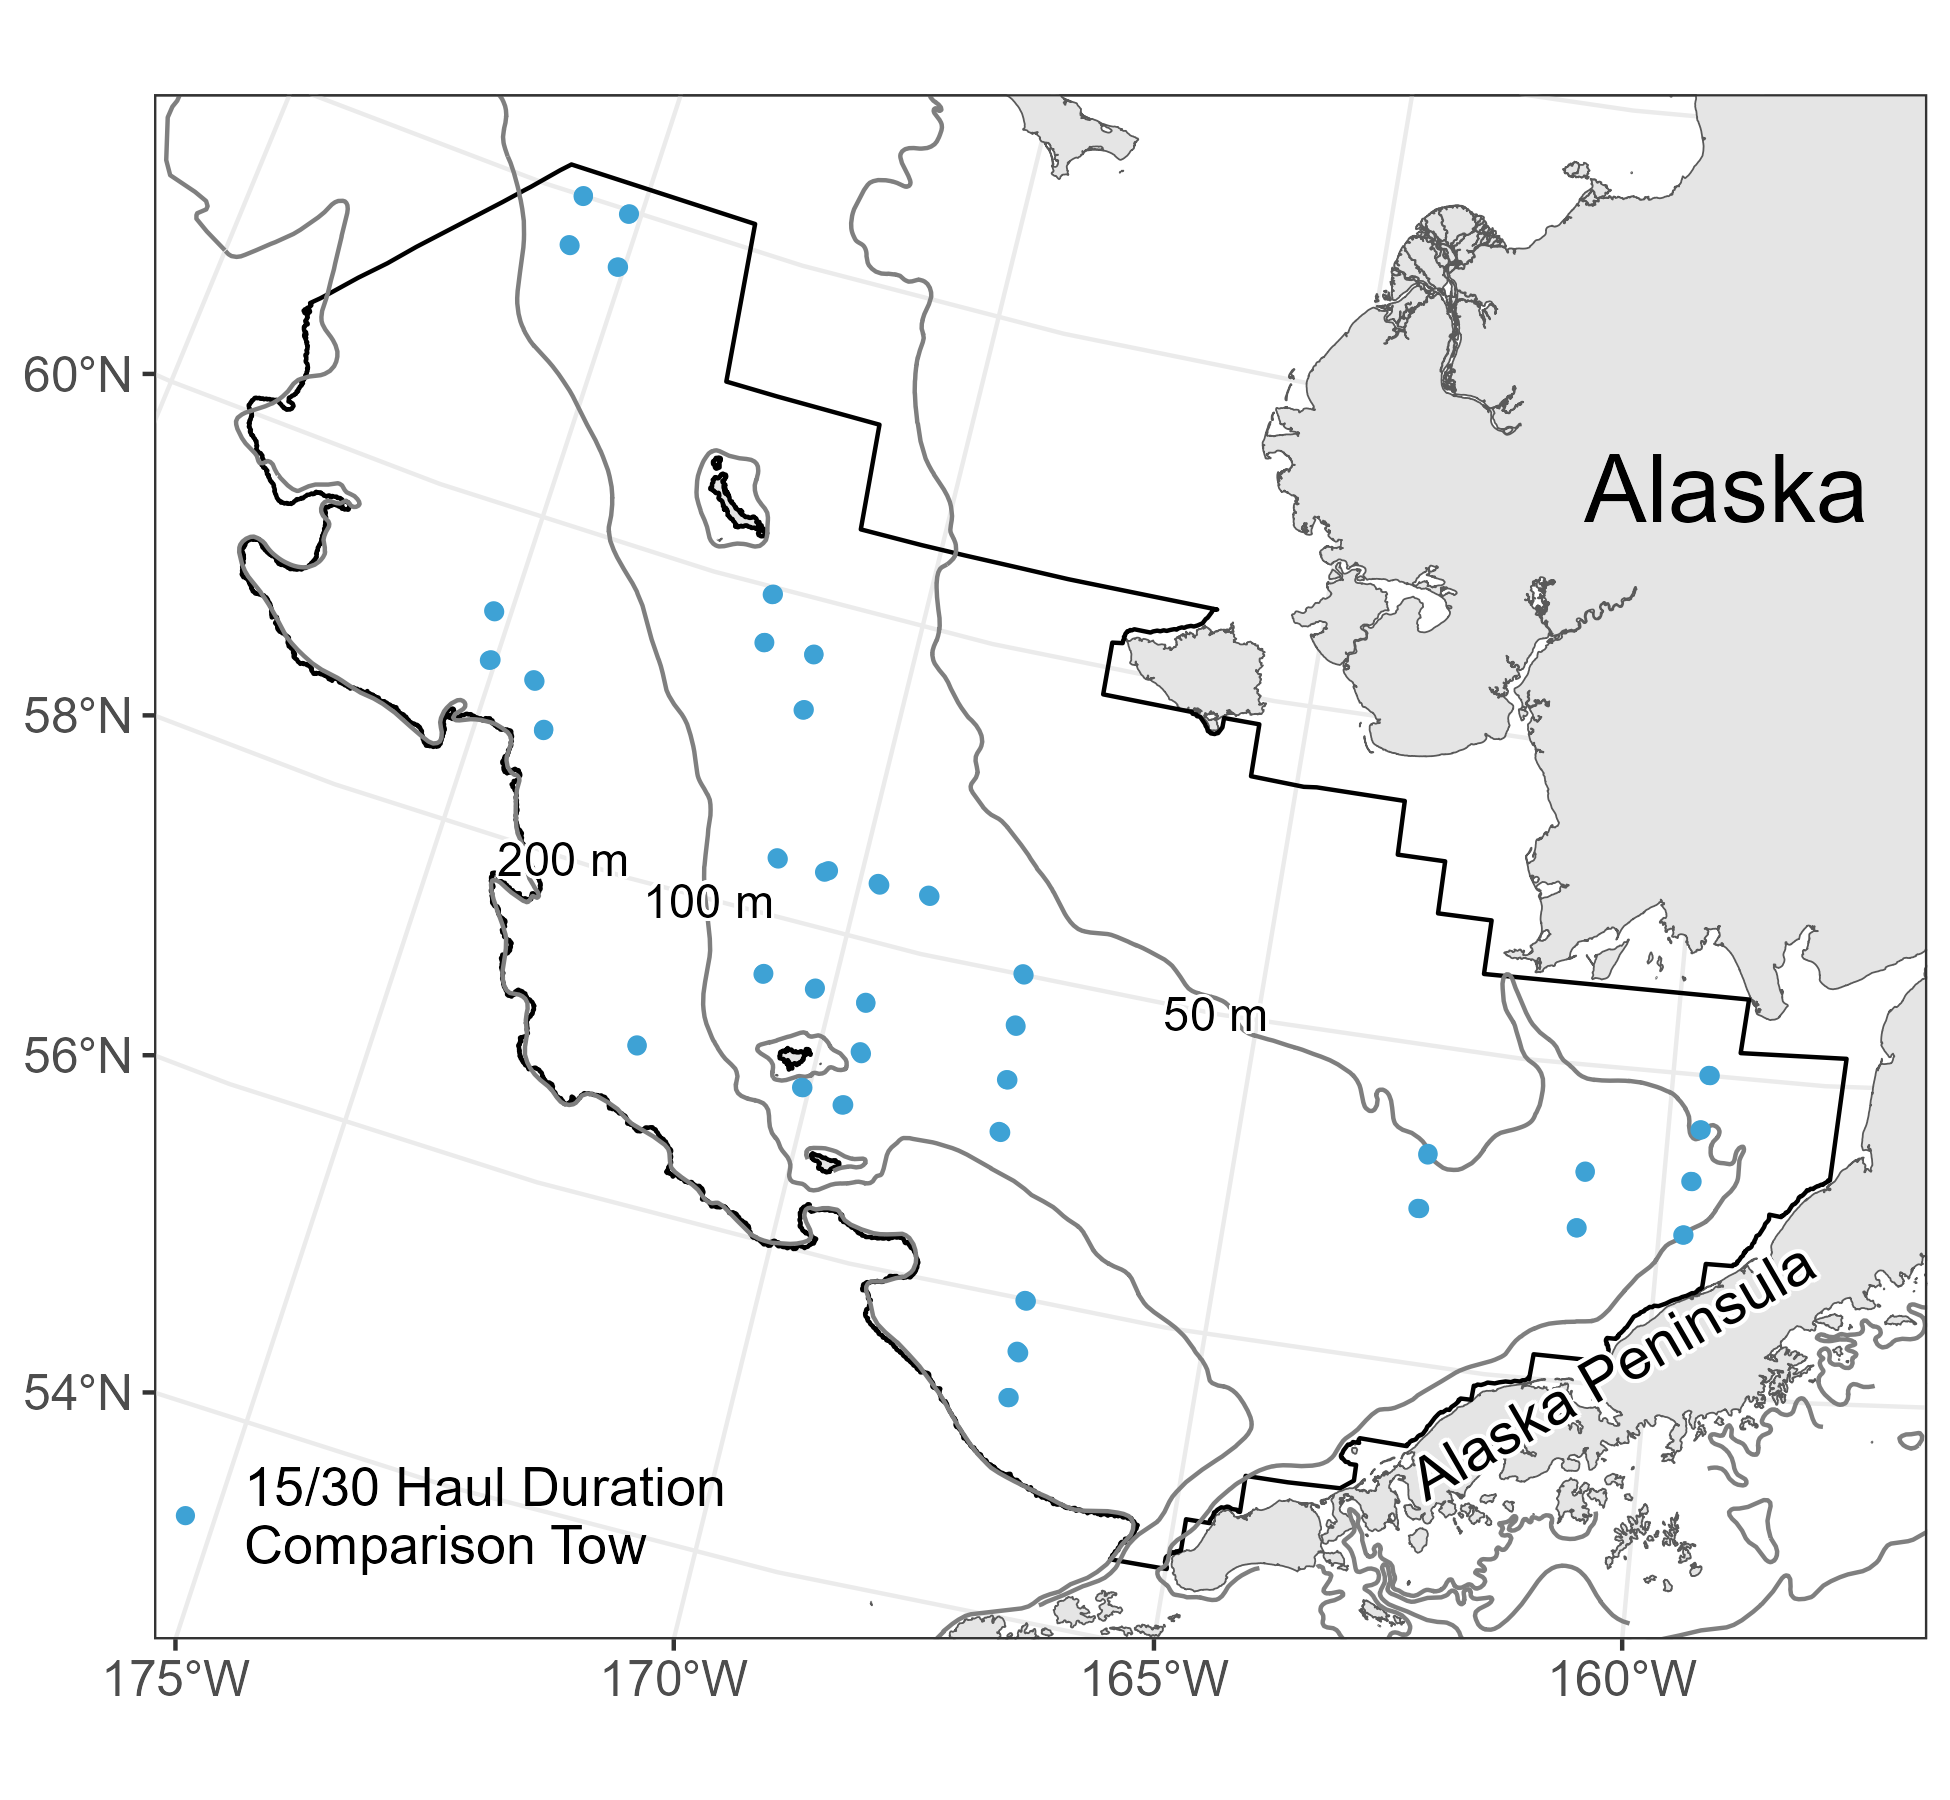 Alaska
60°N
58°N
200 m
100 m
50 m
56°N
54°N
Alaska Peninsula
15/30 Haul Duration
Comparison Tow
175°W
170°W
165°W
160°W